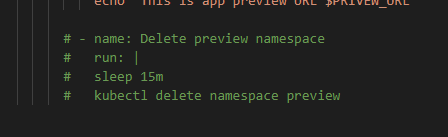 echo "This is app preview URL $PRIVEW_URL
# - name: Delete preview namespace
#   run: |
#   sleep 15m
#   kubectl delete namespace preview